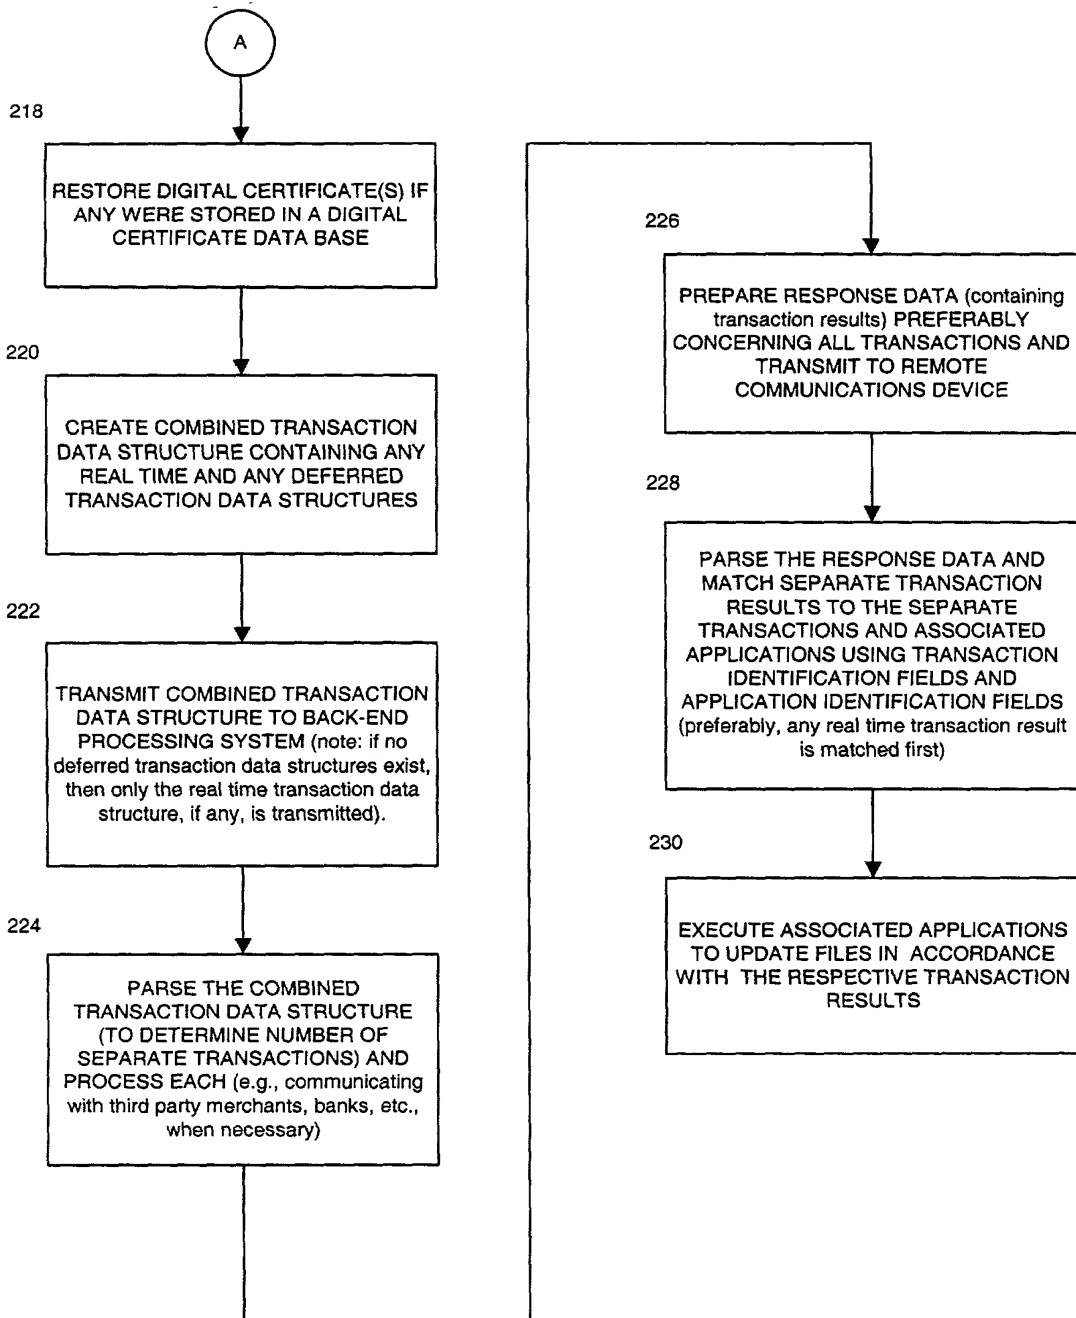 A
218
RESTORE DIGITAL CERTIFICATE(S) IF
ANY WERE STORED IN A DIGITAL
CERTIFICATE DATA BASE
220
CREATE COMBINED TRANSACTION
DATA STRUCTURE CONTAINING ANY
REAL TIME AND ANY DEFERRED
TRANSACTION DATA STRUCTURES
222
TRANSMIT COMBINED TRANSACTION
DATA STRUCTURE TO BACK-END
PROCESSING SYSTEM (note: if no
deferred transaction data structures exist,
then only the real time transaction data
structure, if any, is transmitted).
224
PARSE THE COMBINED
TRANSACTION DATA STRUCTURE
(TO DETERMINE NUMBER OF
SEPARATE TRANSACTIONS) AND
PROCESS EACH (e.g., communicating
with third party merchants, banks, etc.,
when necessary)
226
PREPARE RESPONSE DATA (containing
transaction results) PREFERABLY
CONCERNING ALL TRANSACTIONS AND
TRANSMIT TO REMOTE
COMMUNICATIONS DEVICE
228
PARSE THE RESPONSE DATA AND
MATCH SEPARATE TRANSACTION
RESULTS TO THE SEPARATE
TRANSACTIONS AND ASSOCIATED
APPLICATIONS USING TRANSACTION
IDENTIFICATION FIELDS AND
APPLICATION IDENTIFICATION FIELDS
(preferably, any real time transaction result
is matched first)
230
EXECUTE ASSOCIATED APPLICATIONS
TO UPDATE FILES IN ACCORDANCE
WITH THE RESPECTIVE TRANSACTION
RESULTS